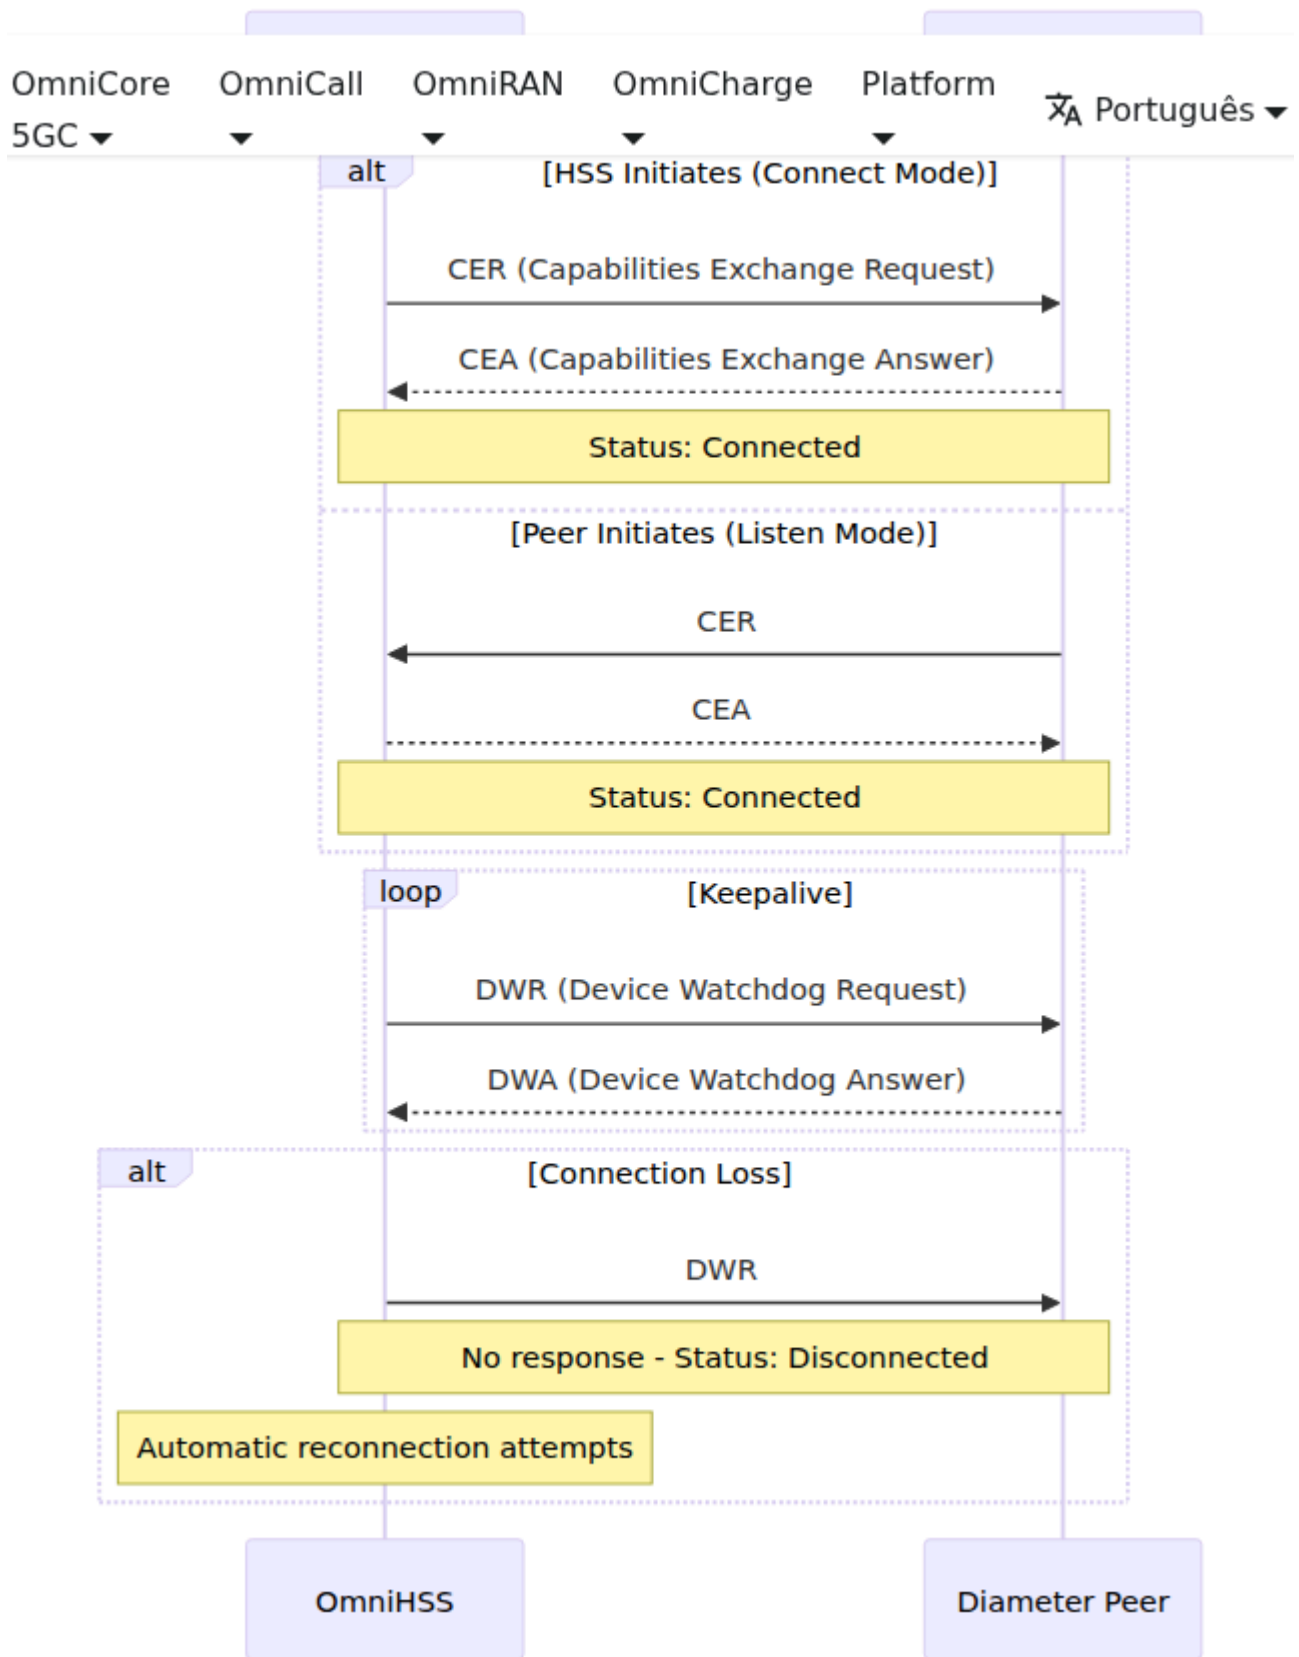 OmniCore 5GC
OmniCall
OmniRAN
OmniCharge
Platform
Português
alt
[HSS Initiates (Connect Mode)]
CER (Capabilities Exchange Request)
CEA (Capabilities Exchange Answer)
Status: Connected
[Peer Initiates (Listen Mode)]
CER
CEA
Status: Connected
loop
[Keepalive]
DWR (Device Watchdog Request)
DWA (Device Watchdog Answer)
alt
[Connection Loss]
DWR
No response - Status: Disconnected
Automatic reconnection attempts
OmniHSS
Diameter Peer